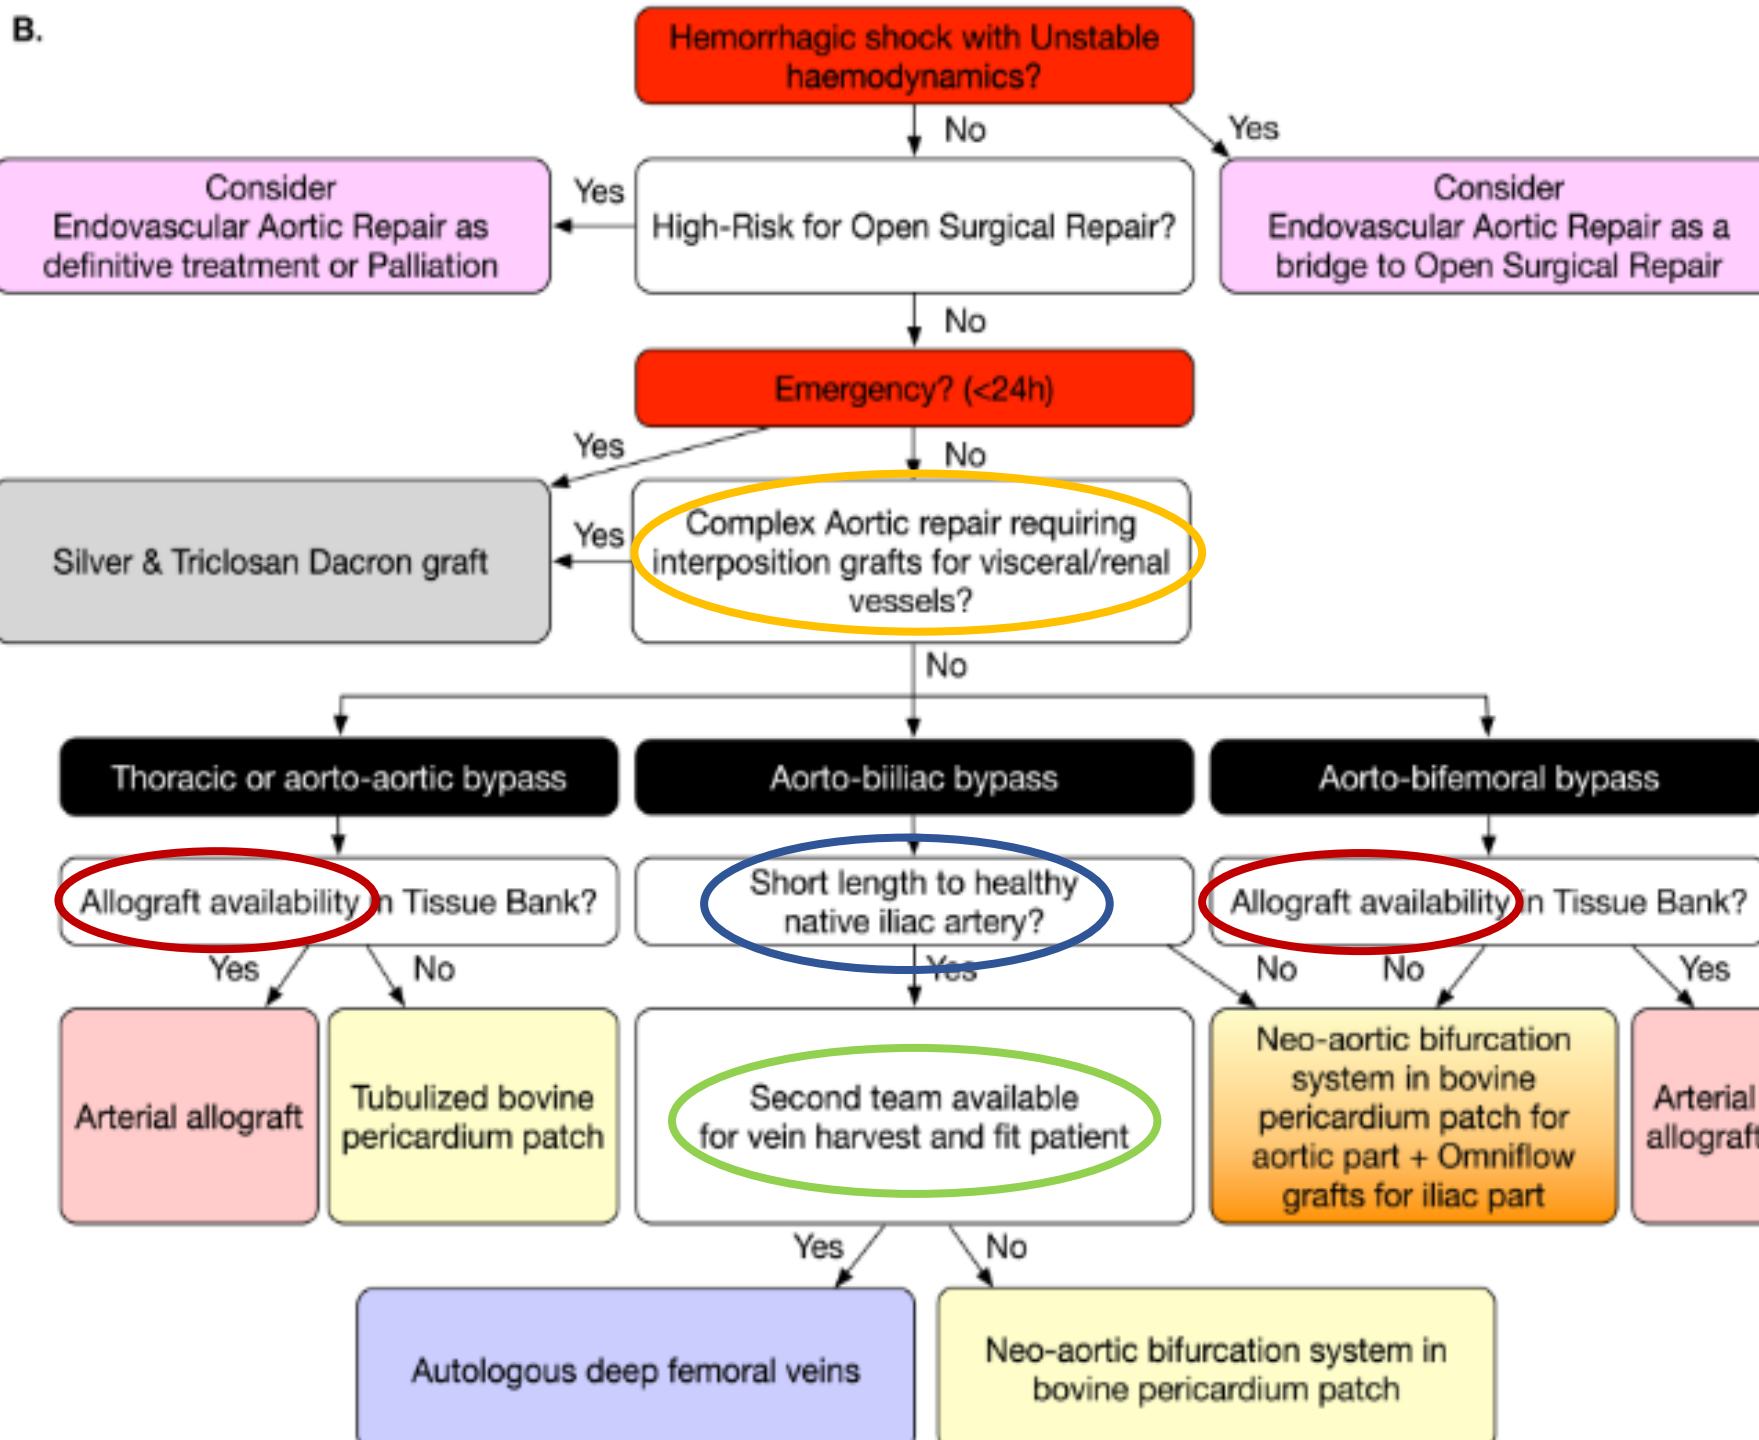 B.
Hemorrhagic shock with Unstable
haemodynamics?
No
Yes
Consider
Endovascular Aortic Repair as
definitive treatment or Palliation
Yes
High-Risk for Open Surgical Repair?
Consider
Endovascular Aortic Repair as a
bridge to Open Surgical Repair
No
Emergency? (<24h)
Yes
No
Silver & Triclosan Dacron graft
Yes
Complex Aortic repair requiring
interposition grafts for visceral/renal
vessels?
No
Thoracic or aorto-aortic bypass
Aorto-biiliac bypass
Aorto-bifemoral bypass
Allograft availability in Tissue Bank?
Short length to healthy
native iliac artery?
Allograft availability in Tissue Bank?
Yes
No
Yes
No
No
Yes
Arterial allograft
Tubulized bovine
pericardium patch
Second team available
for vein harvest and fit patient
Neo-aortic bifurcation
system in bovine
pericardium patch for
aortic part + Omniflow
grafts for iliac part
Arterial
allograft
Yes
No
Autologous deep femoral veins
Neo-aortic bifurcation system in
bovine pericardium patch